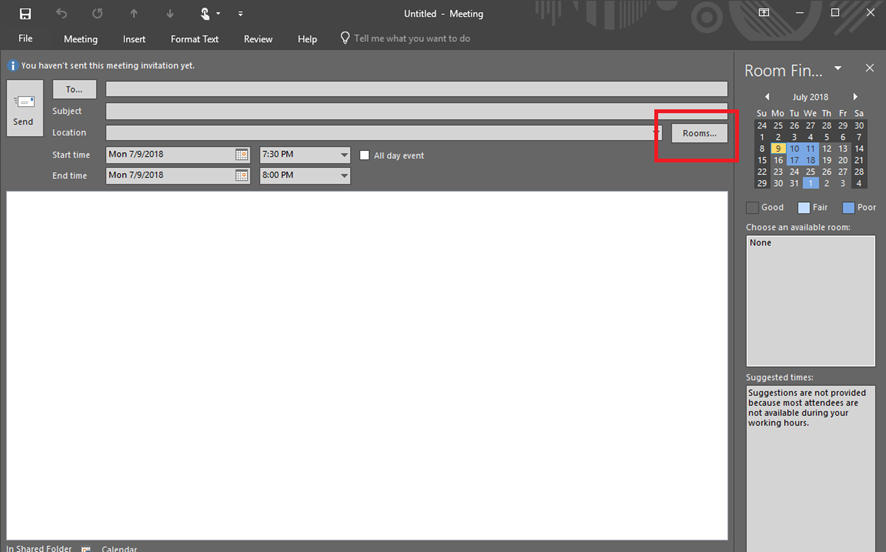 Untitled - Meeting
File Meeting Insert Format Text Review Help Tell me what you want to do
You haven't sent this meeting invitation yet.
Send
To...
Subject
Location
Rooms...
Start time Mon 7/9/2018 7:30 PM All day event
End time Mon 7/9/2018 8:00 PM
In Shared Folder Calendar
Room Fin...
July 2018
Su Mo Tu We Th Fr Sa
24 25 26 27 28 29 30
1 2 3 4 5 6 7
8 9 10 11 12 13 14
15 16 17 18 19 20 21
22 23 24 25 26 27 28
29 30 31 1 2 3 4
Good Fair Poor
Choose an available room:
None
Suggested times:
Suggestions are not provided
because most attendees are
not available during your
working hours.